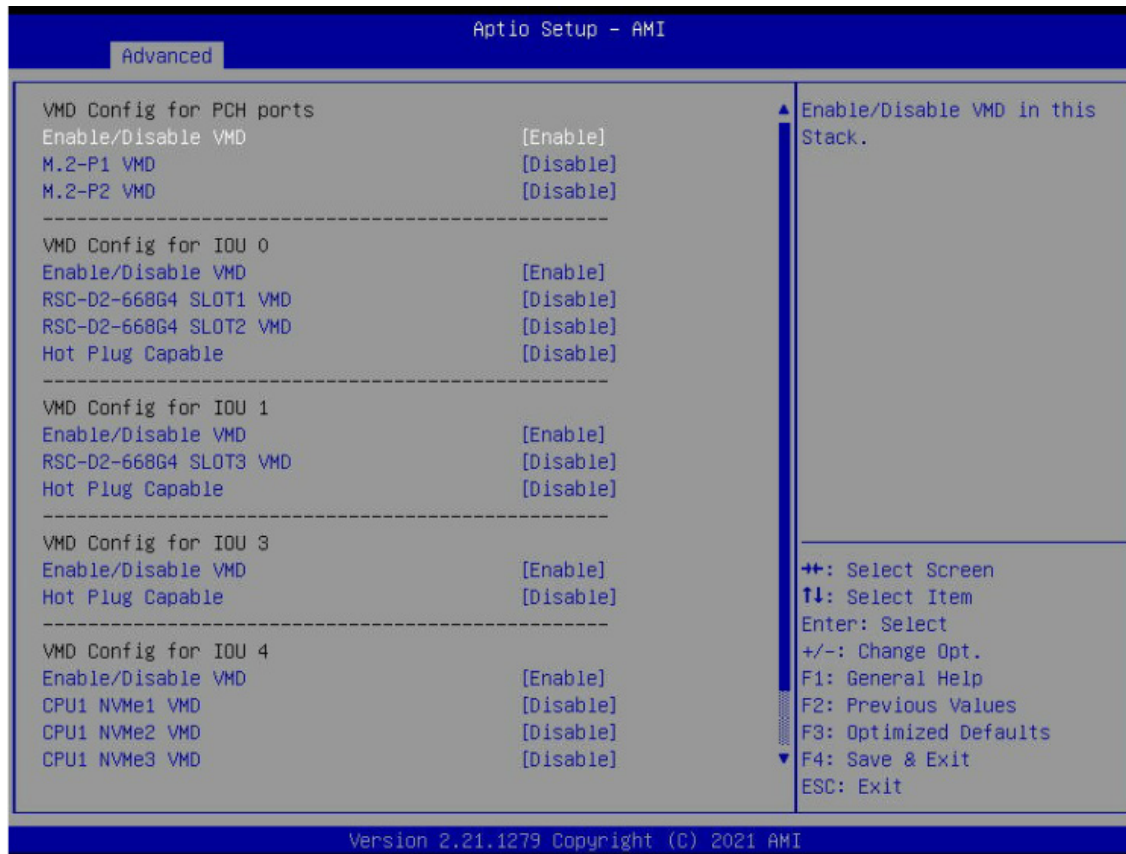 Aptio Setup – AMI
Advanced
VMD Config for PCH ports
Enable/Disable VMD [Enable]
M.2-P1 VMD [Disable]
M.2-P2 VMD [Disable]
VMD Config for IOU 0
Enable/Disable VMD [Enable]
RSC-D2-668G4 SLOT1 VMD [Disable]
RSC-D2-668G4 SLOT2 VMD [Disable]
Hot Plug Capable [Disable]
VMD Config for IOU 1
Enable/Disable VMD [Enable]
RSC-D2-668G4 SLOT3 VMD [Disable]
Hot Plug Capable [Disable]
VMD Config for IOU 3
Enable/Disable VMD [Enable]
Hot Plug Capable [Disable]
VMD Config for IOU 4
Enable/Disable VMD [Enable]
CPU1 NVMe1 VMD [Disable]
CPU1 NVMe2 VMD [Disable]
CPU1 NVMe3 VMD [Disable]
Enable/Disable VMD in this
Stack.
→←: Select Screen
↑↓: Select Item
Enter: Select
+/-: Change Opt.
F1: General Help
F2: Previous Values
F3: Optimized Defaults
F4: Save & Exit
ESC: Exit
Version 2.21.1279 Copyright (C) 2021 AMI